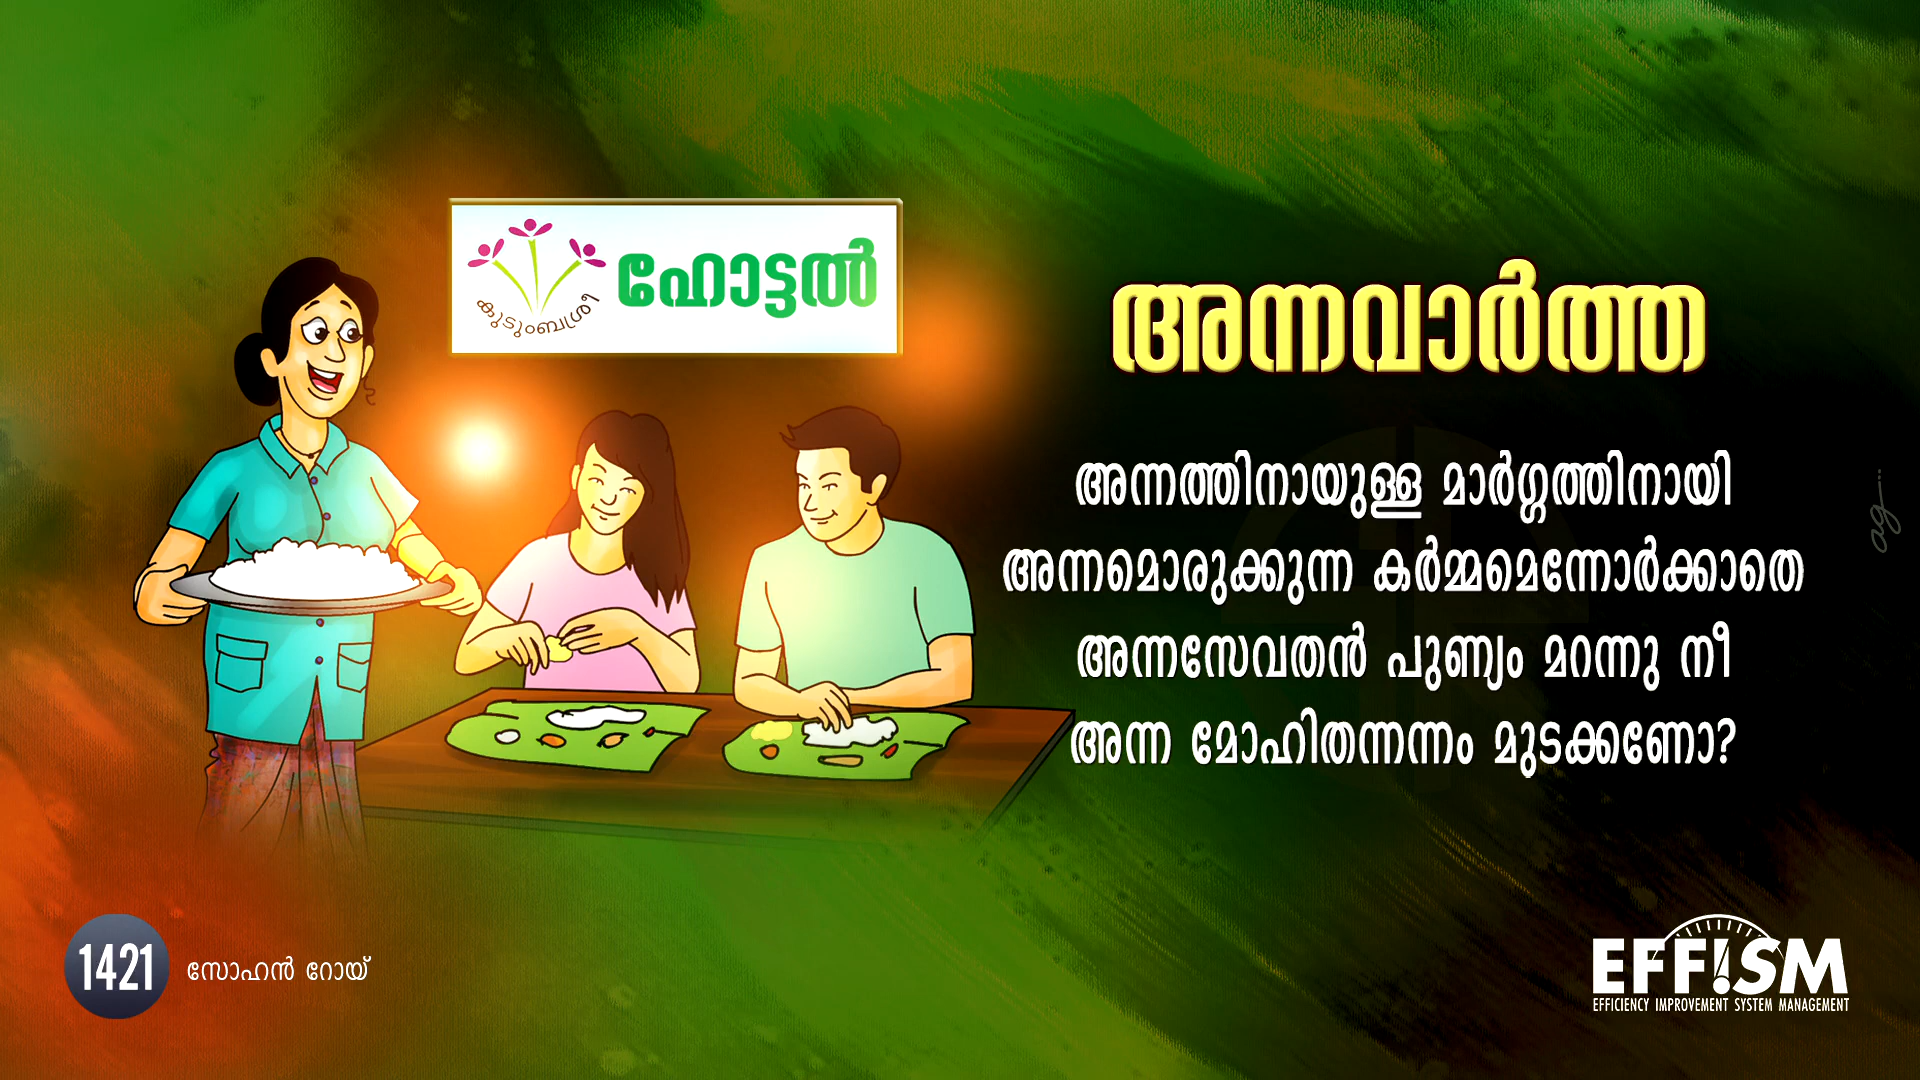 കുടുംബശ്രീ
ഹോട്ടൽ
അന്നവാർത്ത
അന്നത്തിനായുള്ള മാർഗ്ഗത്തിനായി
അന്നമൊരുക്കുന്ന കർമ്മമെന്നോർക്കാതെ
അന്നസേവതൻ പുണ്യം മറന്നു നീ
അന്ന മോഹിതന്നന്നം മുടക്കണോ?
1421
സോഹൻ റോയ്
EFFISM
EFFICIENCY IMPROVEMENT SYSTEM MANAGEMENT